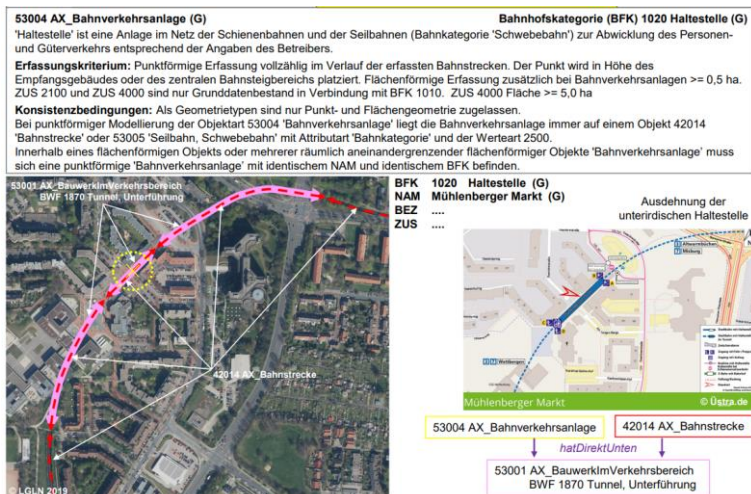 53004 AX_Bahnverkehrsanlage (G) Bahnhofskategorie (BFK) 1020 Haltestelle (G)
'Haltestelle' ist eine Anlage im Netz der Schienenbahnen und der Seilbahnen (Bahnkategorie 'Schwebebahn') zur Abwicklung des Personen-
und Güterverkehrs entsprechend der Angaben des Betreibers.
Erfassungskriterium: Punktförmige Erfassung vollzählig im Verlauf der erfassten Bahnstrecken. Der Punkt wird in Höhe des
Empfangsgebäudes oder des zentralen Bahnsteigbereichs platziert. Flächenförmige Erfassung zusätzlich bei Bahnverkehrsanlagen >= 0,5 ha.
ZUS 2100 und ZUS 4000 sind nur Grunddatenbestand in Verbindung mit BFK 1010. ZUS 4000 Fläche >= 5,0 ha
Konsistenzbedingungen: Als Geometrietypen sind nur Punkt- und Flächengeometrie zugelassen.
Bei punktförmiger Modellierung der Objektart 53004 'Bahnverkehrsanlage' liegt die Bahnverkehrsanlage immer auf einem Objekt 42014
'Bahnstrecke' oder 53005 'Seilbahn, Schwebebahn' mit Attributart 'Bahnkategorie' und der Werteart 2500.
Innerhalb eines flächenförmigen Objekts oder mehrerer räumlich aneinandergrenzender flächenförmiger Objekte 'Bahnverkehrsanlage' muss
sich eine punktförmige 'Bahnverkehrsanlage' mit identischem NAM und identischem BFK befinden.
53001 AX_BauwerkImVerkehrsbereich
BWF 1870 Tunnel, Unterführung
42014 AX_Bahnstrecke
© LGLN 2019
BFK 1020 Haltestelle (G)
NAM Mühlenberger Markt (G)
BEZ ....
ZUS ....
Ausdehnung der
unterirdischen Haltestelle
Wettbergen
Mühlenberger Markt © Üstra.de
53004 AX_Bahnverkehrsanlage
42014 AX_Bahnstrecke
hatDirektUnten
53001 AX_BauwerkImVerkehrsbereich
BWF 1870 Tunnel, Unterführung